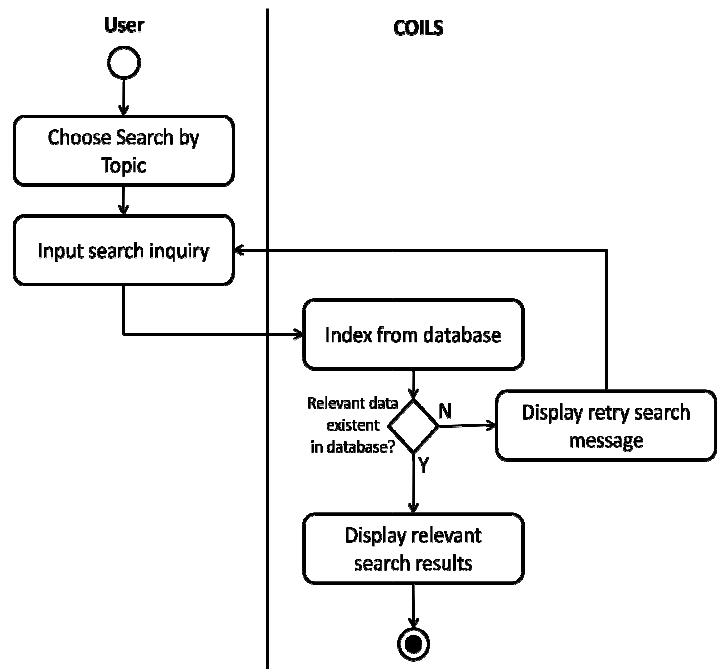 User
COILS
Choose Search by
Topic
Input search inquiry
Index from database
Relevant data
existent
in database?
N
Y
Display retry search
message
Display relevant
search results